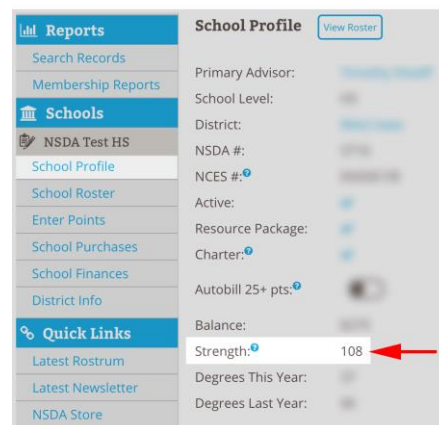 Reports
Search Records
Membership Reports
Schools
NSDA Test HS
School Profile
School Roster
Enter Points
School Purchases
School Finances
District Info
Quick Links
Latest Rostrum
Latest Newsletter
NSDA Store
School Profile View Roster
Primary Advisor:
School Level:
District:
NSDA #:
NCES #:
Active:
Resource Package:
Charter:
Autobill 25+ pts:
Balance:
Strength: 108
Degrees This Year:
Degrees Last Year: